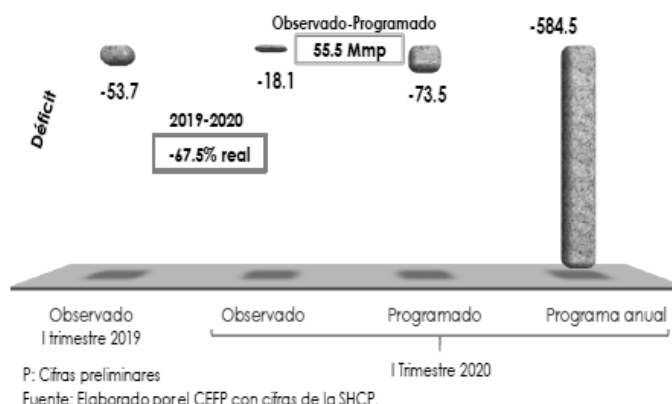 Observado-Programado
55.5 Mmp
-584.5
-53.7
-18.1
-73.5
Déficit
2019-2020
-67.5% real
Observado
I trimestre 2019
Observado
Programado
Programa anual
I Trimestre 2020
P: Cifras preliminares
Fuente: Elaborado por el CEFP con cifras de la SHCP.